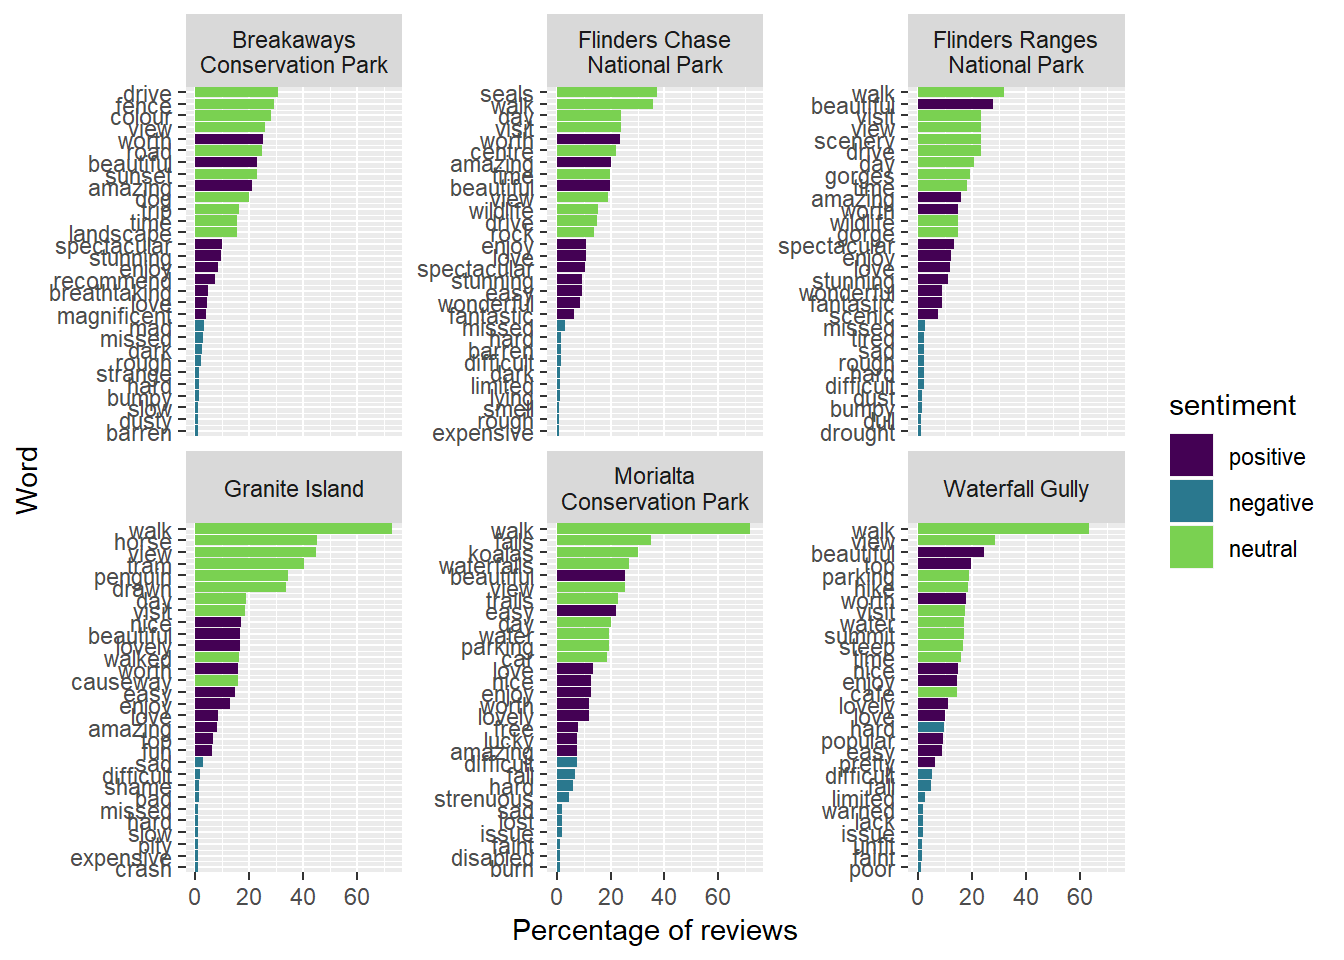 Breakaways
Conservation Park
Flinders Chase
National Park
Flinders Ranges
National Park
drive
fence
colour
view
worth
road
beautiful
sunset
amazing
dog
trip
time
landscape
spectacular
stunning
enjoy
recommend
breathtaking
love
magnificent
mad
missed
dark
rough
strange
hard
bumpy
slow
dusty
barren
seals
walk
day
visit
worth
centre
amazing
time
beautiful
view
wildlife
drive
rock
enjoy
love
spectacular
stunning
easy
wonderful
fantastic
missed
hard
barren
difficult
dark
limited
lying
smell
rough
expensive
walk
beautiful
visit
view
scenery
drive
day
gorges
time
amazing
worth
wildlife
gorge
spectacular
enjoy
love
stunning
wonderful
fantastic
scenic
missed
tired
sad
rough
hard
difficult
dust
bumpy
dull
drought
Word
Granite Island
Morialta
Conservation Park
Waterfall Gully
walk
horse
view
tram
penguin
drawn
day
visit
nice
beautiful
lovely
walked
worth
causeway
easy
enjoy
love
amazing
top
fun
sad
difficult
shame
bad
missed
hard
slow
pity
expensive
crash
walk
falls
koalas
waterfalls
beautiful
view
trails
easy
day
water
parking
car
love
nice
enjoy
worth
lovely
free
lucky
amazing
difficult
fall
hard
strenuous
sad
lost
issue
faint
disabled
burn
walk
view
beautiful
top
parking
hike
worth
visit
water
summit
steep
time
nice
enjoy
cafe
lovely
love
hard
popular
easy
pretty
difficult
fall
limited
warned
lack
issue
unfit
faint
poor
0 20 40 60
0 20 40 60
0 20 40 60
Percentage of reviews
sentiment
positive
negative
neutral